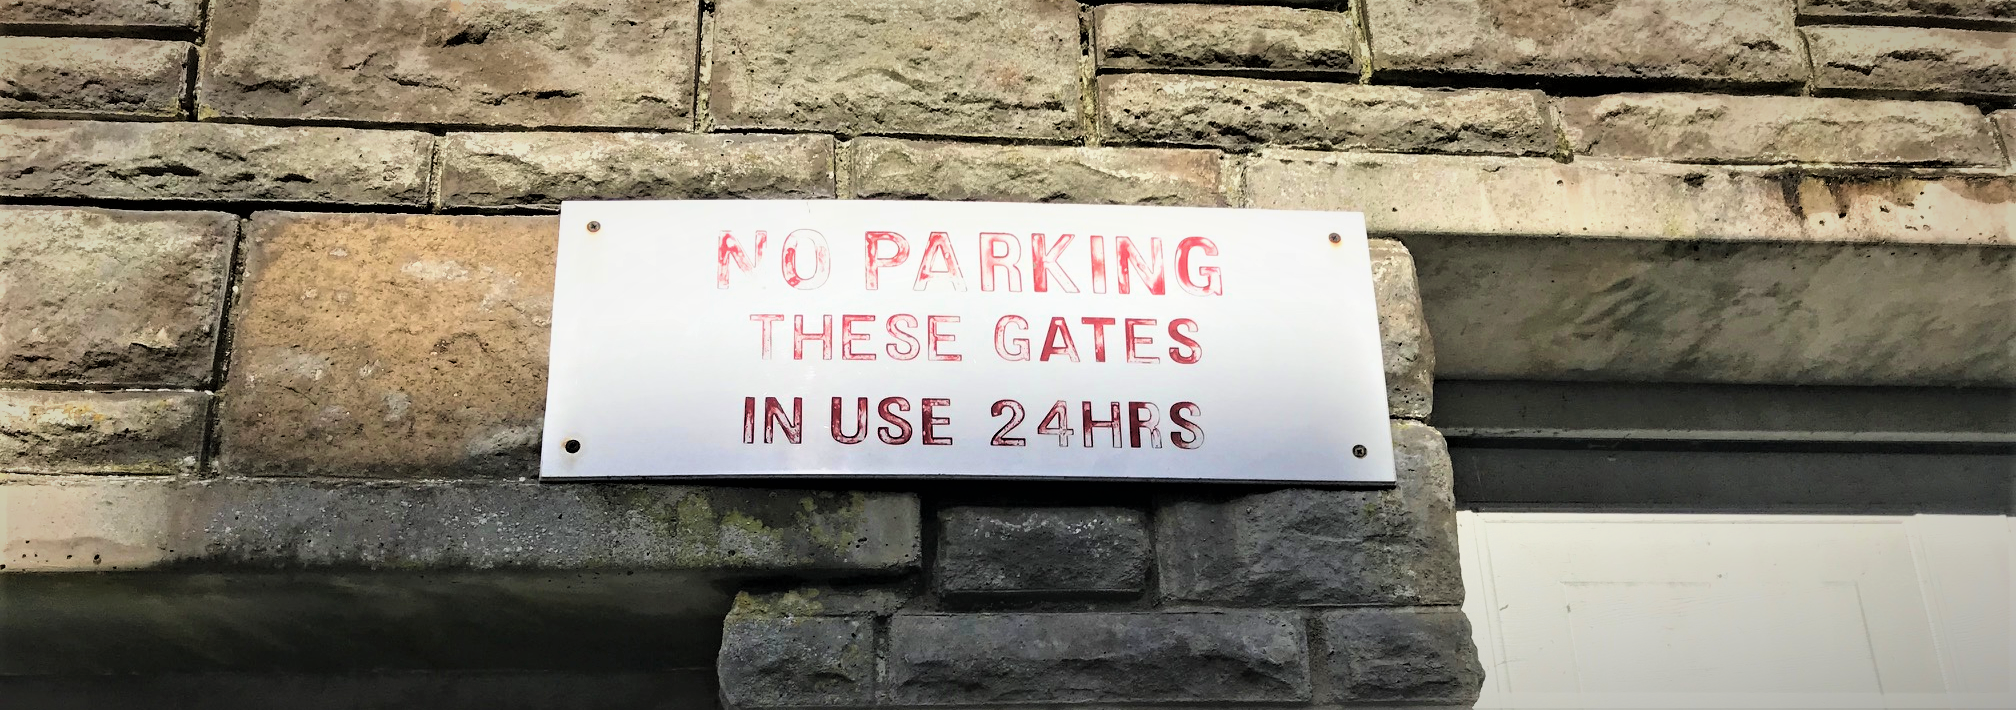 NO PARKING
THESE GATES
IN USE 24HRS